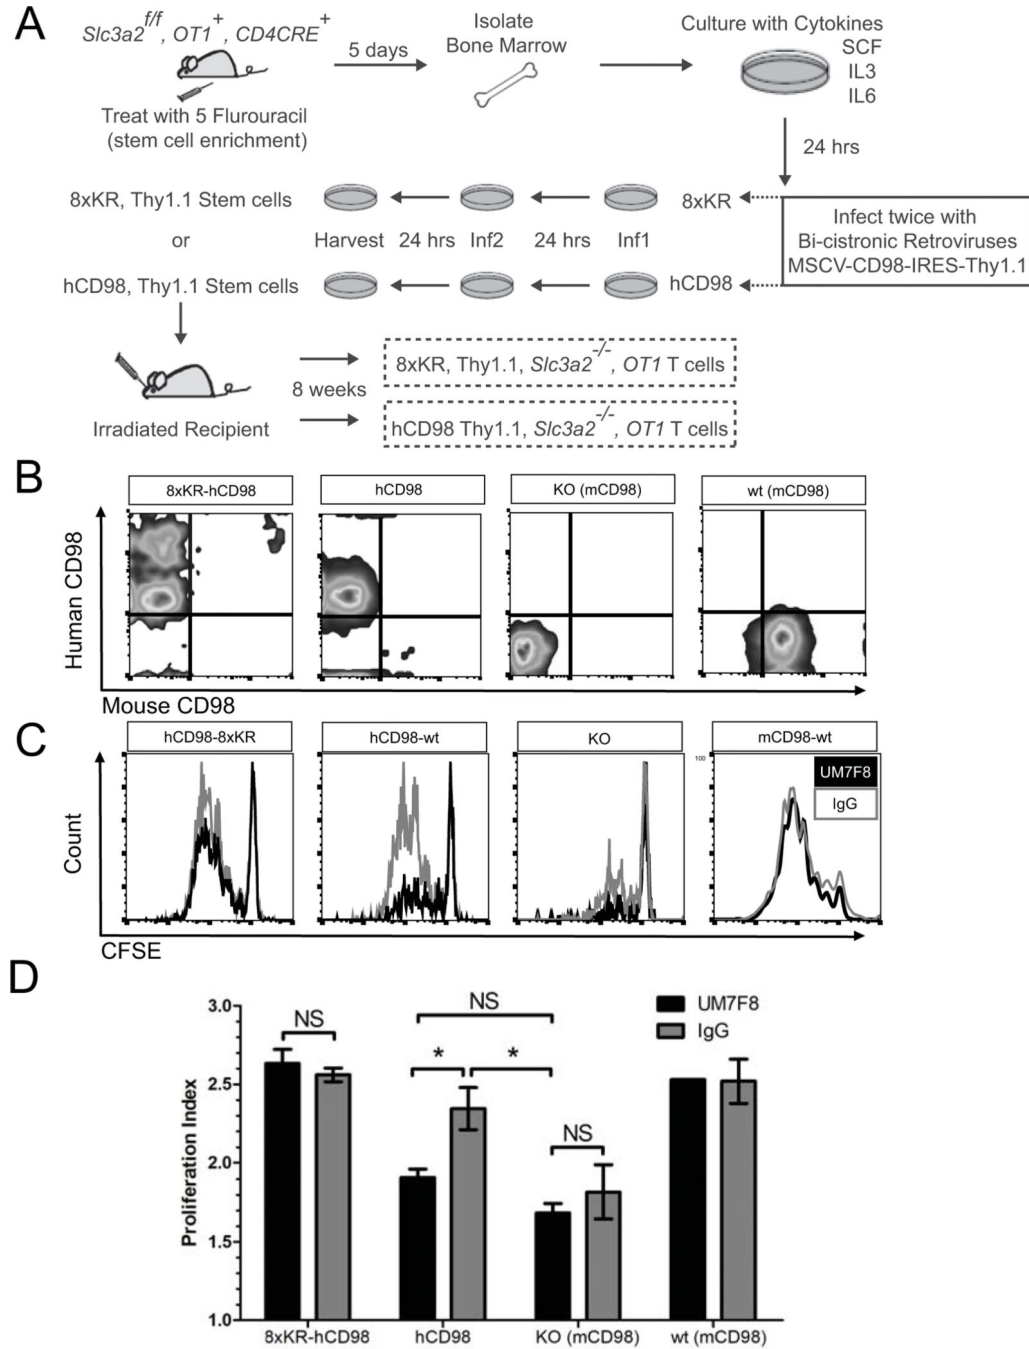 A
Slc3a2f/f, OT1+, CD4CRE+
Treat with 5 Flurouracil
(stem cell enrichment)
5 days
Isolate
Bone Marrow
Culture with Cytokines
SCF
IL3
IL6
24 hrs
Infect twice with
Bi-cistronic Retroviruses
MSCV-CD98-IRES-Thy1.1
8xKR, Thy1.1 Stem cells
8xKR
or
Harvest 24 hrs Inf2 24 hrs Inf1
hCD98, Thy1.1 Stem cells
hCD98
Irradiated Recipient
8 weeks
8xKR, Thy1.1, Slc3a2-/-, OT1 T cells
hCD98 Thy1.1, Slc3a2-/-, OT1 T cells
B
8xKR-hCD98
hCD98
KO (mCD98)
wt (mCD98)
Human CD98
Mouse CD98
C
hCD98-8xKR
hCD98-wt
KO
mCD98-wt
100
UM7F8
IgG
Count
CFSE
D
Proliferation Index
3.0
2.5
2.0
1.5
1.0
NS
*
NS
*
NS
UM7F8
IgG
8xKR-hCD98
hCD98
KO (mCD98)
wt (mCD98)